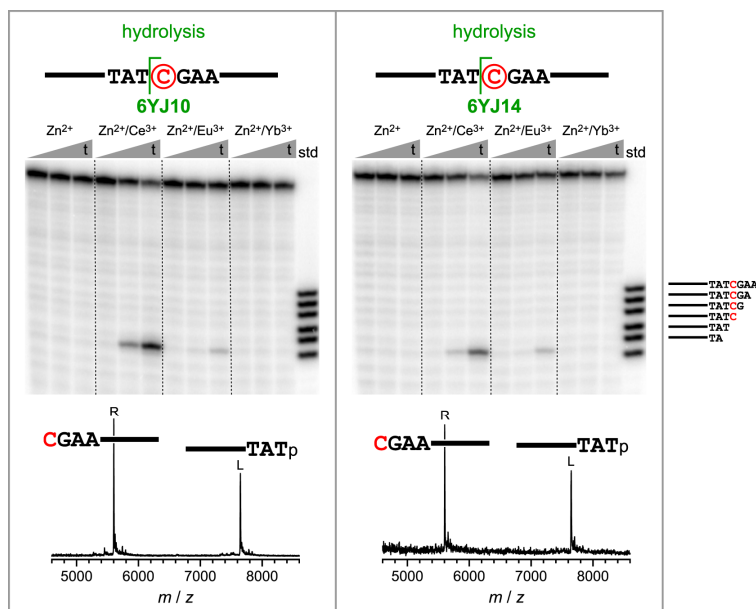 hydrolysis
TATCGAA
6YJ10
Zn2+ Zn2+/Ce3+ Zn2+/Eu3+ Zn2+/Yb3+
t t t t std
R
CGAA
TATp
L
5000 6000 7000 8000
m / z
hydrolysis
TATCGAA
6YJ14
Zn2+ Zn2+/Ce3+ Zn2+/Eu3+ Zn2+/Yb3+
t t t t std
R
CGAA
TATp
L
5000 6000 7000 8000
m / z
TATCGAA
TATCGA
TATCG
TATC
TAT
TA